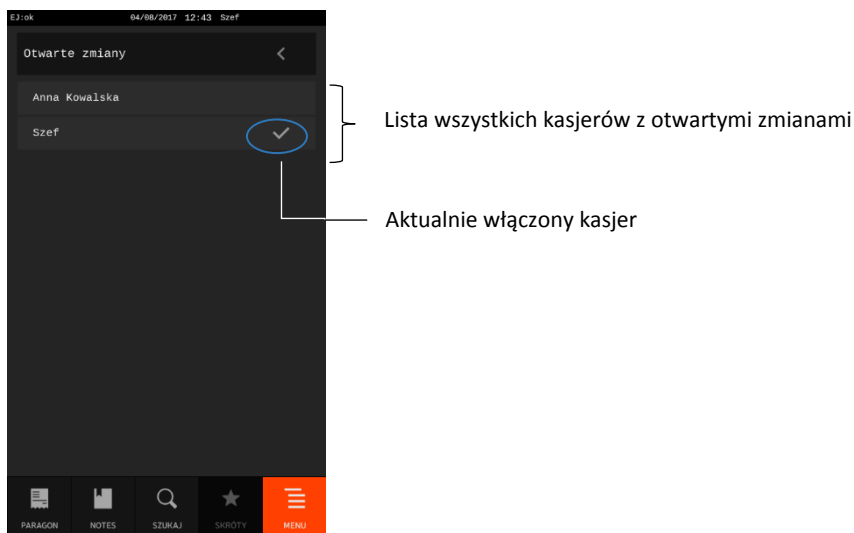 EJ:ok 04/08/2017 12:43 Szef
Otwarte zmiany
Anna Kowalska
Szef
Lista wszystkich kasjerów z otwartymi zmianami
Aktualnie włączony kasjer
PARAGON NOTES SZUKAJ SKRÓTY MENU